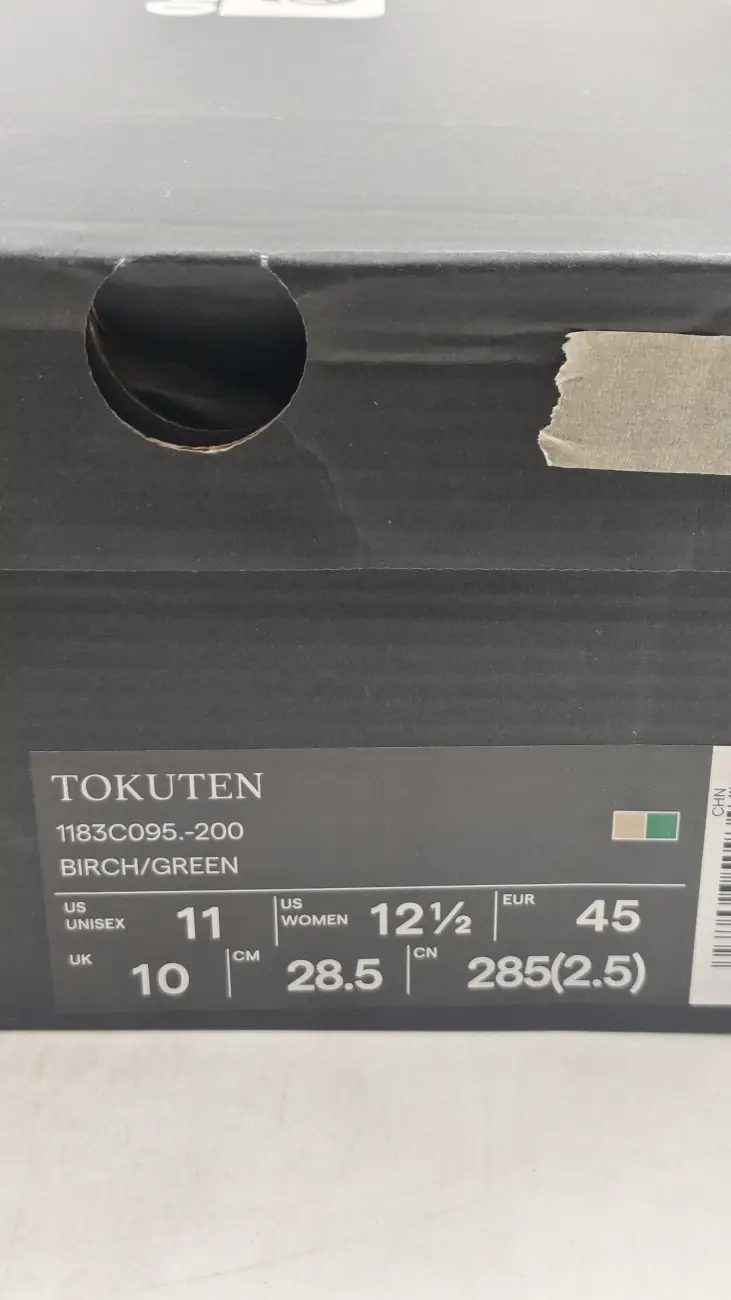 TOKUTEN
1183C095.-200
BIRCH/GREEN
US UNISEX 11 US WOMEN 12½ EUR 45
UK 10 CM 28.5 CN 285(2.5)
CHN